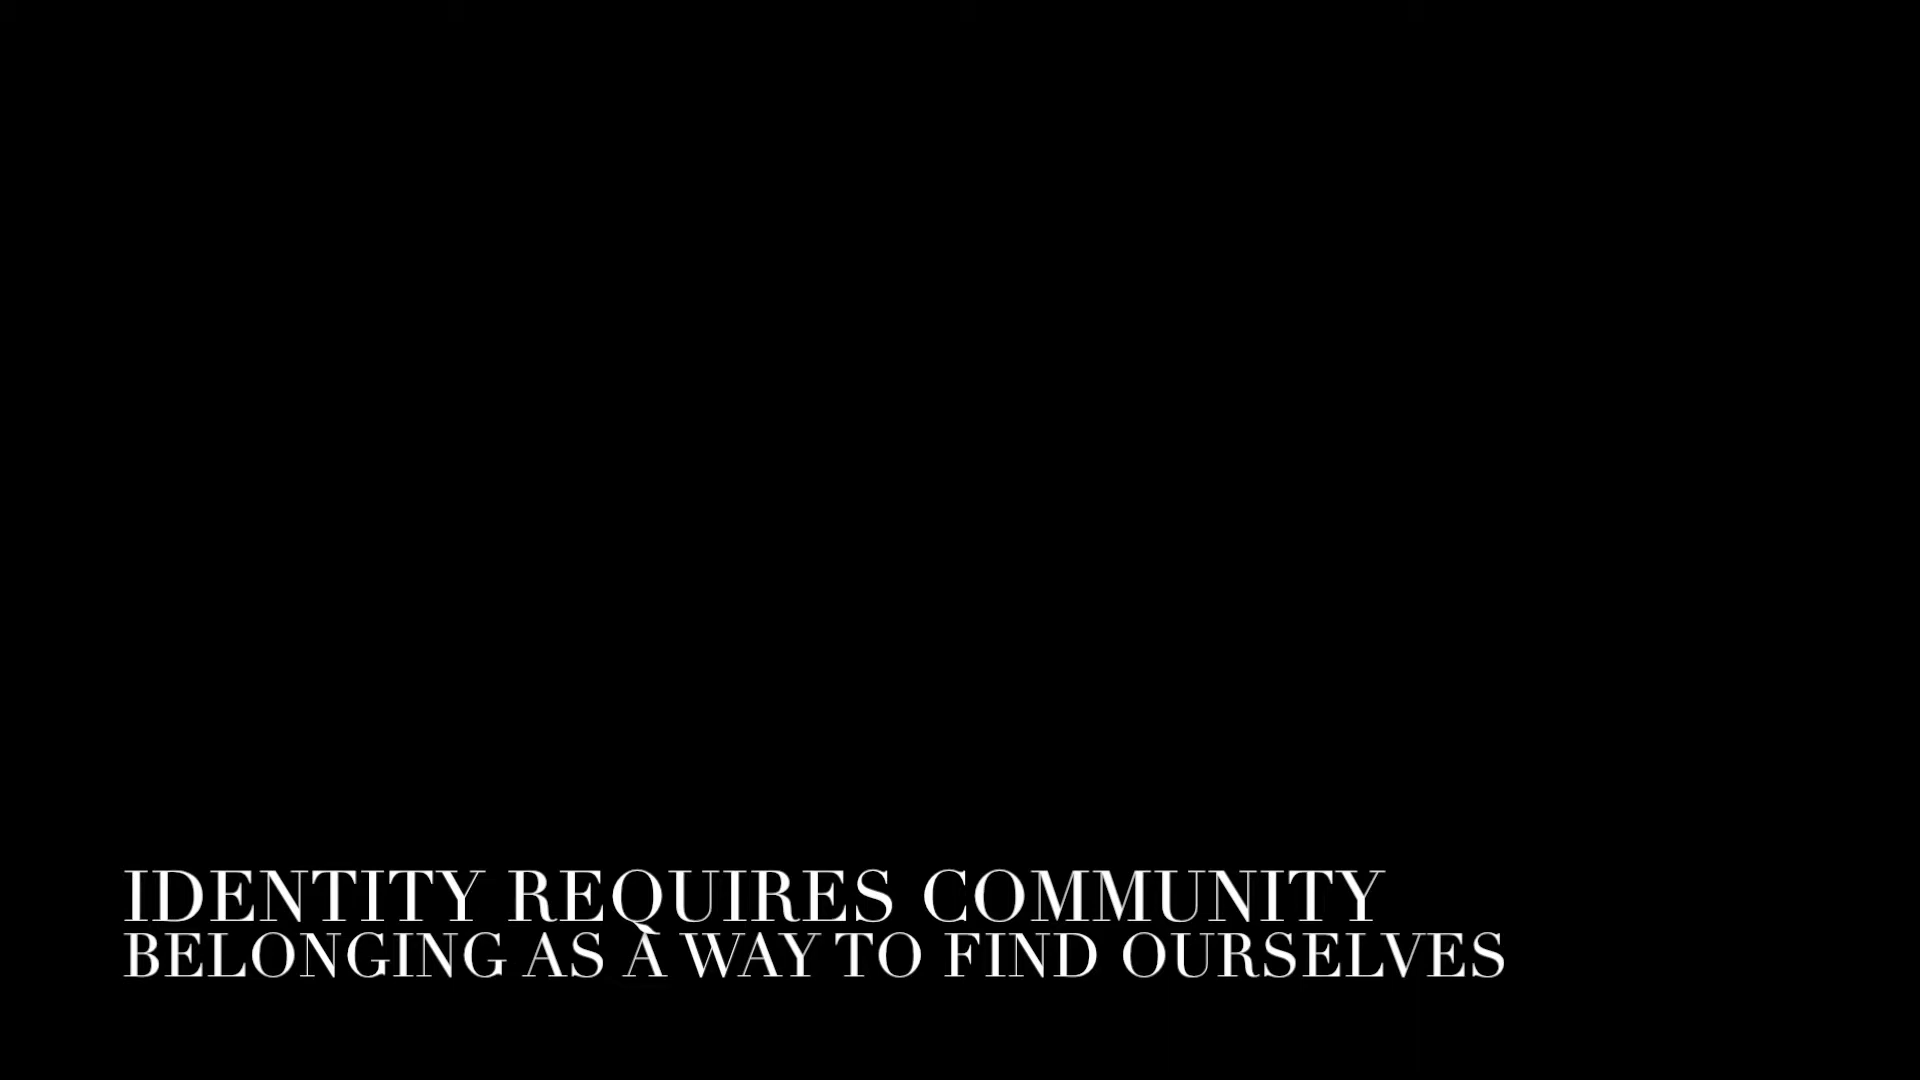 IDENTITY REQUIRES COMMUNITY
BELONGING AS A WAY TO FIND OURSELVES